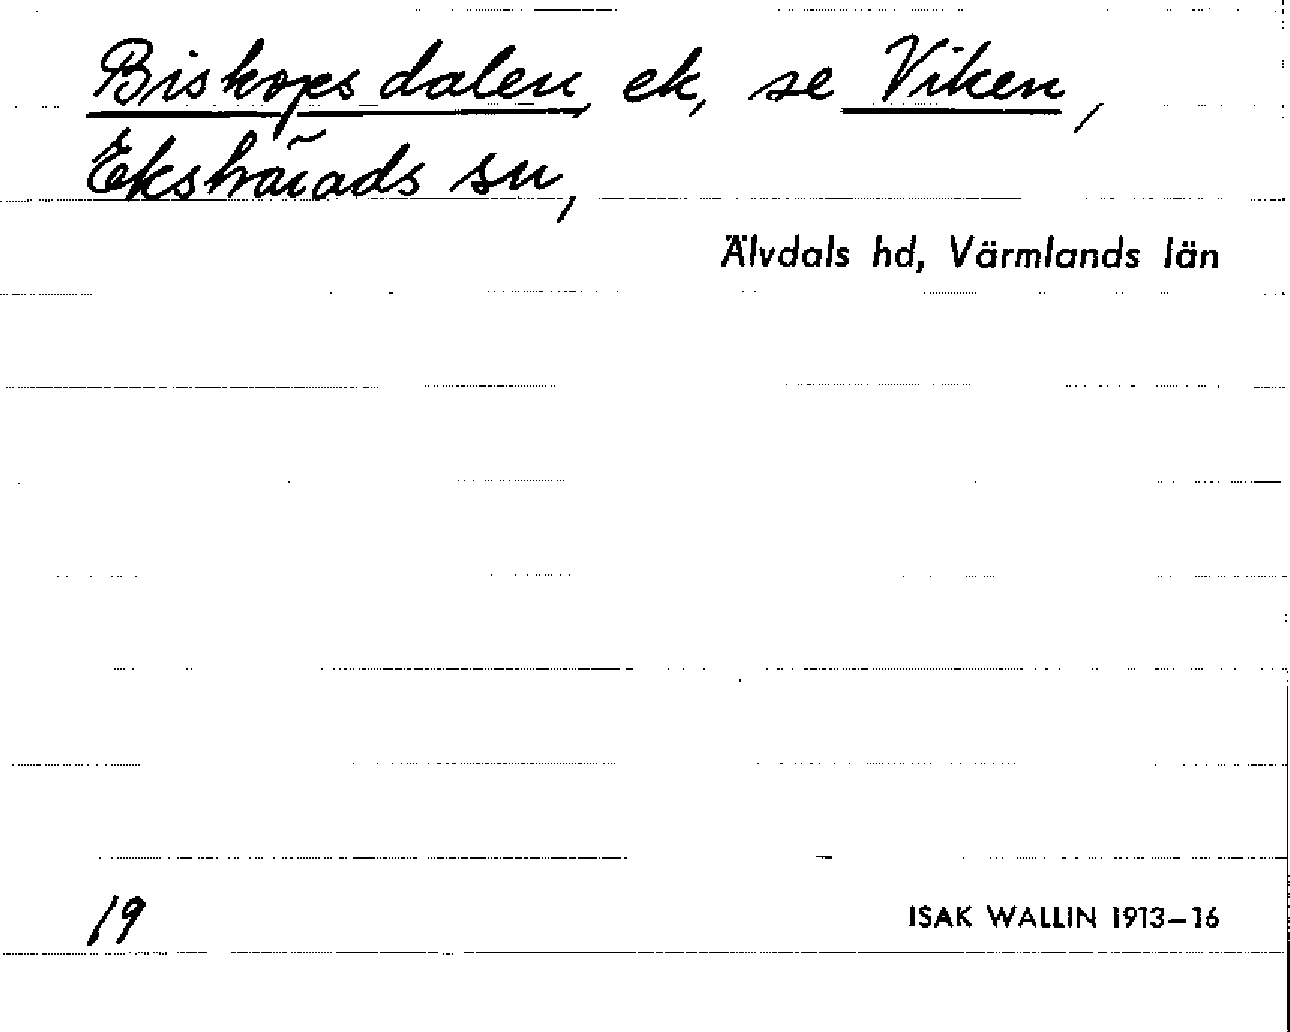 Biskopsdalen, ek, se Viken,
Ekshärads sn,
Älvdals hd, Värmlands län
19
ISAK WALLIN 1913–16